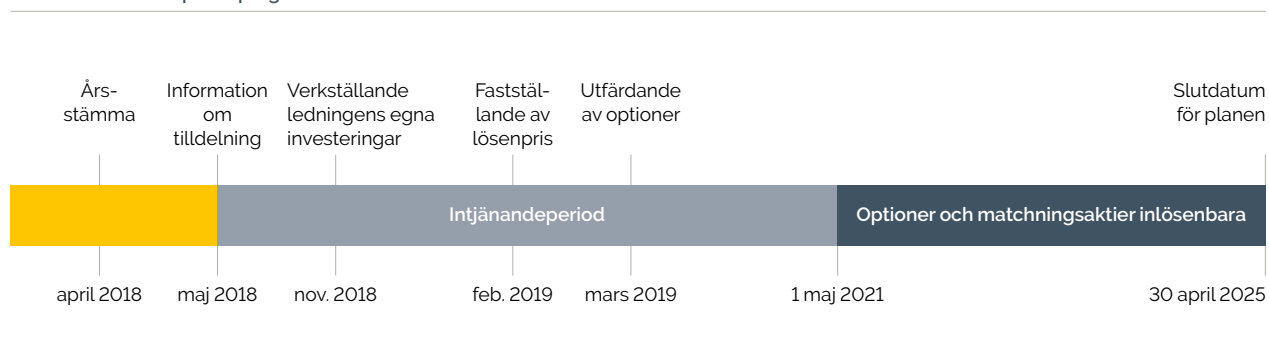 Års-
stämma
Information
om
tilldelning
Verkställande
ledningens egna
investeringar
Faststäl-
lande av
lösenpris
Utfärdande
av optioner
Slutdatum
för planen
Intjänandeperiod
Optioner och matchningsaktier inlösenbara
april 2018
maj 2018
nov. 2018
feb. 2019
mars 2019
1 maj 2021
30 april 2025